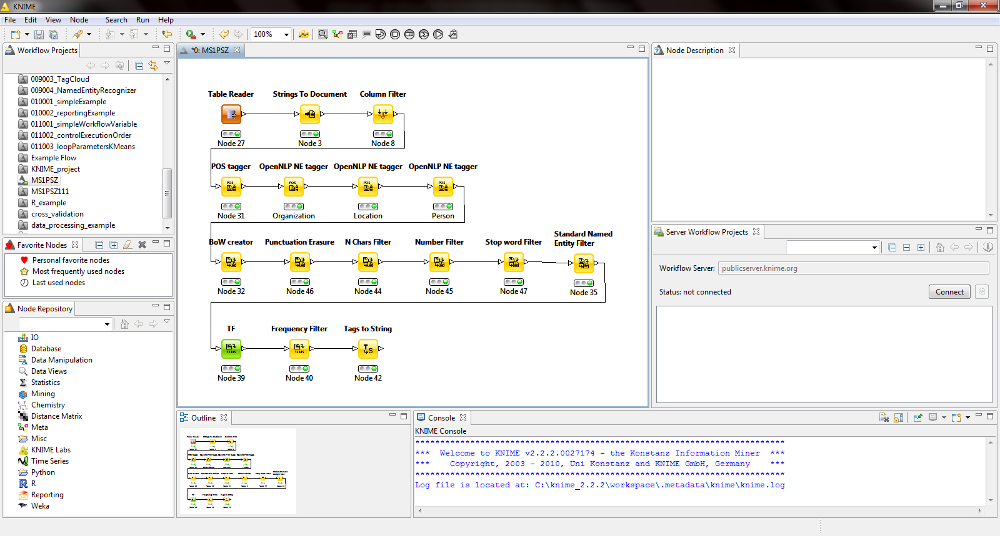 KNIME
File Edit View Node Search Run Help
100%
Workflow Projects
009003_TagCloud
009004_NamedEntityRecognizer
010001_simpleExample
010002_reportingExample
011001_simpleWorkflowVariable
011002_controlExecutionOrder
011003_loopParametersKMeans
Example Flow
KNIME_project
MS1PSZ
MS1PSZ111
R_example
cross_validation
data_processing_example
Favorite Nodes
Personal favorite nodes
Most frequently used nodes
Last used nodes
Node Repository
IO
Database
Data Manipulation
Data Views
Statistics
Mining
Chemistry
Distance Matrix
Meta
Misc
KNIME Labs
Time Series
Python
R
Reporting
Weka
*0: MS1PSZ
Table Reader Strings To Document Column Filter
Node 27 Node 3 Node 8
POS tagger OpenNLP NE tagger OpenNLP NE tagger OpenNLP NE tagger
POS POS POS POS
Node 31 Organization Location Person
BoW creator Punctuation Erasure N Chars Filter Number Filter Stop word Filter Standard Named
Entity Filter
Node 32 Node 46 Node 44 Node 45 Node 47 Node 35
TF Frequency Filter Tags to String
12345 12345 T S
Node 39 Node 40 Node 42
Outline
Console
KNIME Console
**************************************************************************
*** Welcome to KNIME v2.2.2.0027174 - the Konstanz Information Miner ***
*** Copyright, 2003 - 2010, Uni Konstanz and KNIME GmbH, Germany ***
**************************************************************************
Log file is located at: C:\knime_2.2.2\workspace\.metadata\knime\knime.log
Node Description
Server Workflow Projects
Workflow Server: publicserver.knime.org
Status: not connected
Connect